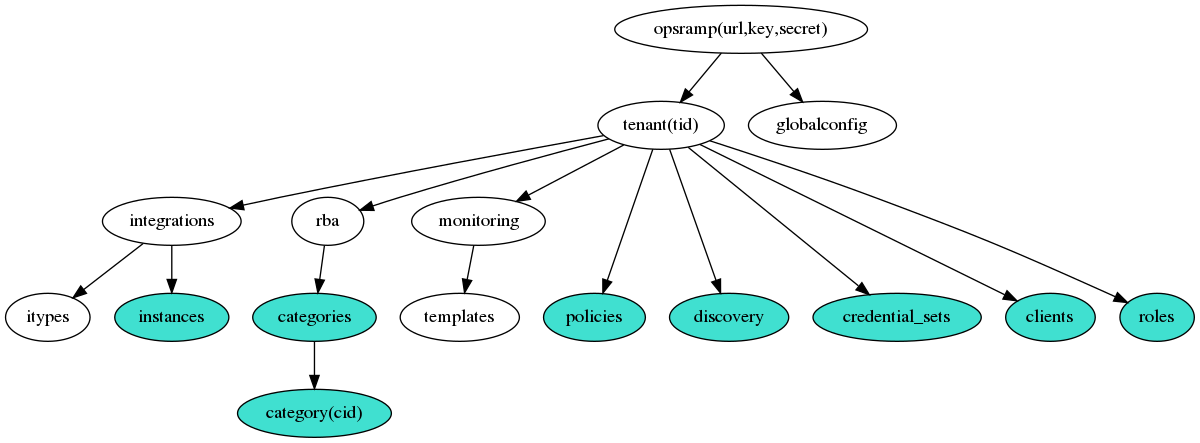 opsramp(url,key,secret)
tenant(tid)
globalconfig
integrations
rba
monitoring
itypes
instances
categories
templates
policies
discovery
credential_sets
clients
roles
category(cid)